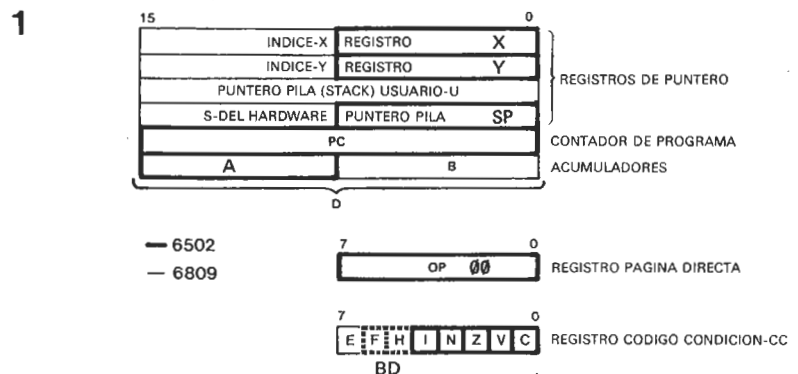 1
15 0
INDICE-X REGISTRO X
INDICE-Y REGISTRO Y
PUNTERO PILA (STACK) USUARIO-U
S-DEL HARDWARE PUNTERO PILA SP
REGISTROS DE PUNTERO
PC CONTADOR DE PROGRAMA
A B ACUMULADORES
D
6502
6809
7 0
OP 00 REGISTRO PAGINA DIRECTA
7 0
E F H I N Z V C REGISTRO CODIGO CONDICION-CC
BD